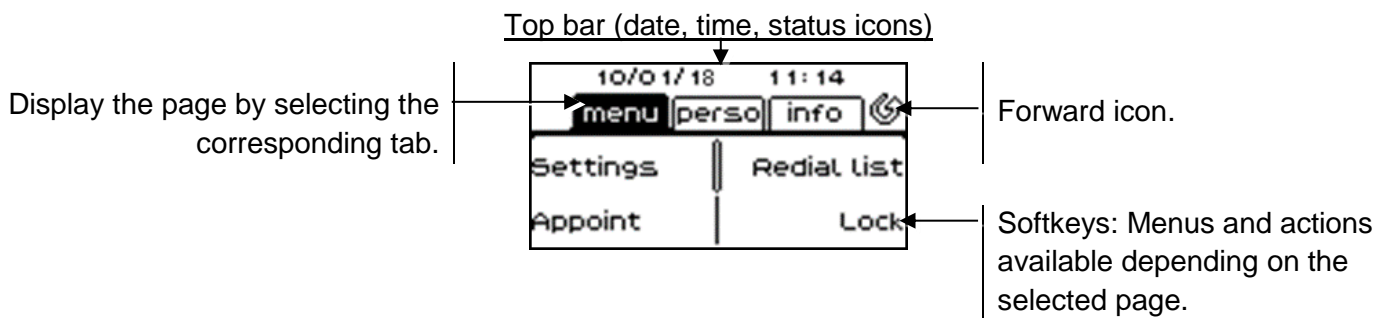 Top bar (date, time, status icons)
10/01/18 11:14
Display the page by selecting the
corresponding tab.
menu perso info
Forward icon.
Settings Redial list
Appoint Lock
Softkeys: Menus and actions
available depending on the
selected page.